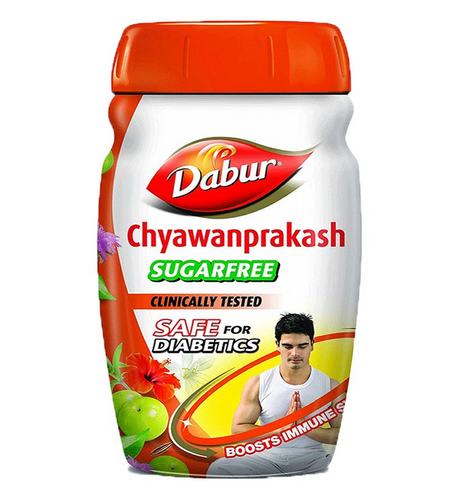 Dabur
Chyawanprakash
SUGARFREE
CLINICALLY TESTED
SAFE FOR
DIABETICS
BOOSTS IMMUNE